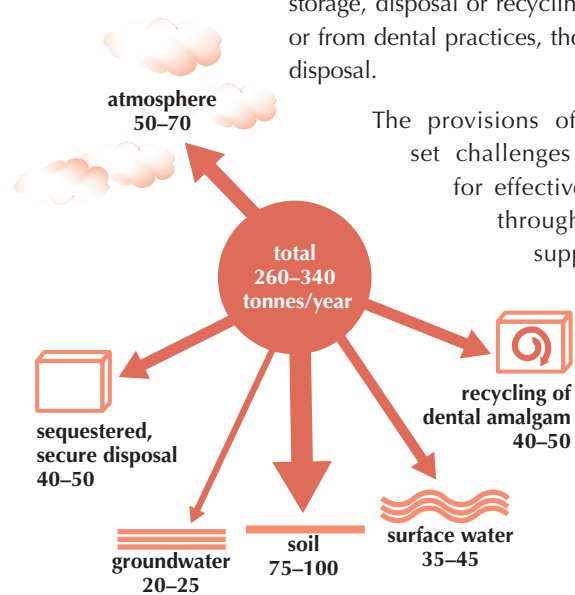 storage, disposal or recycling
or from dental practices, tho
disposal.
The provisions of
set challenges
for effective
through
supp
atmosphere
50–70
total
260–340
tonnes/year
recycling of
dental amalgam
40–50
sequestered,
secure disposal
40–50
surface water
35–45
soil
75–100
groundwater
20–25